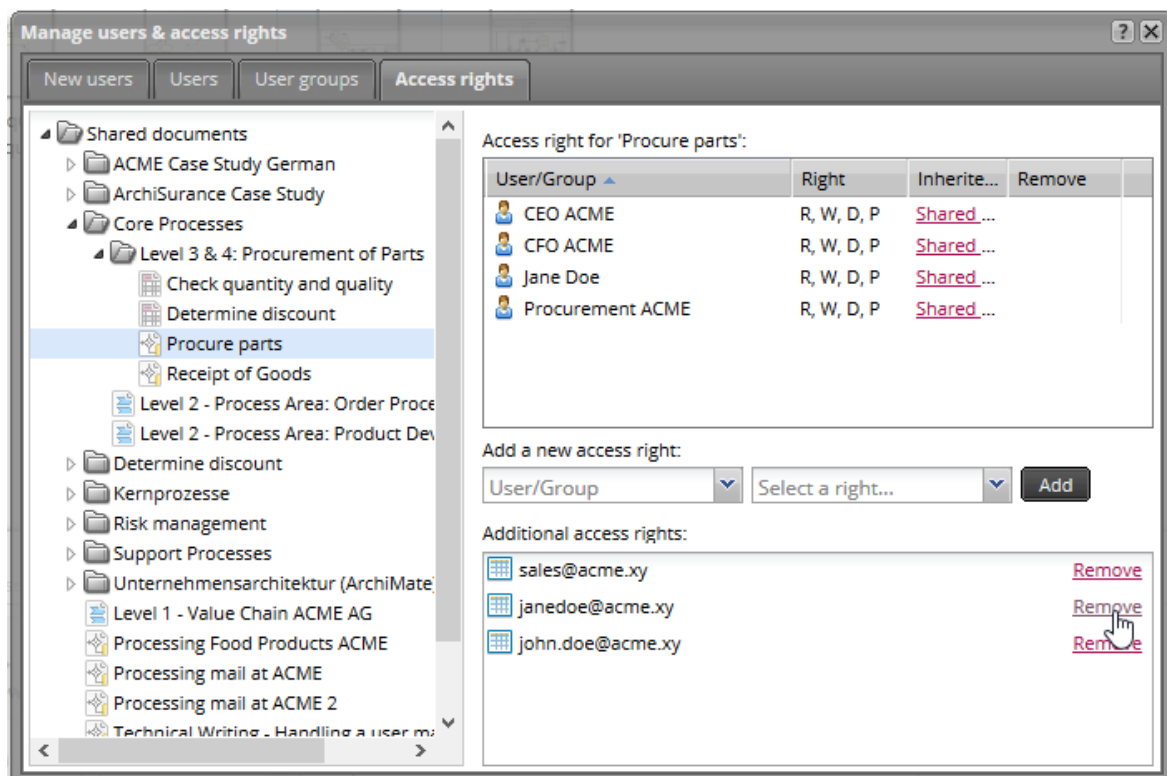 Manage users & access rights
New users Users User groups Access rights
Shared documents
ACME Case Study German
ArchiSurance Case Study
Core Processes
Level 3 & 4: Procurement of Parts
Check quantity and quality
Determine discount
Procure parts
Receipt of Goods
Level 2 - Process Area: Order Proce
Level 2 - Process Area: Product Dev
Determine discount
Kernprozesse
Risk management
Support Processes
Unternehmensarchitektur (ArchiMate)
Level 1 - Value Chain ACME AG
Processing Food Products ACME
Processing mail at ACME
Processing mail at ACME 2
Technical Writing - Handling a user ma
Access right for 'Procure parts':
User/Group Right Inherite... Remove
CEO ACME R, W, D, P Shared ...
CFO ACME R, W, D, P Shared ...
Jane Doe R, W, D, P Shared ...
Procurement ACME R, W, D, P Shared ...
Add a new access right:
User/Group Select a right... Add
Additional access rights:
sales@acme.xy Remove
janedoe@acme.xy Remove
john.doe@acme.xy Remove